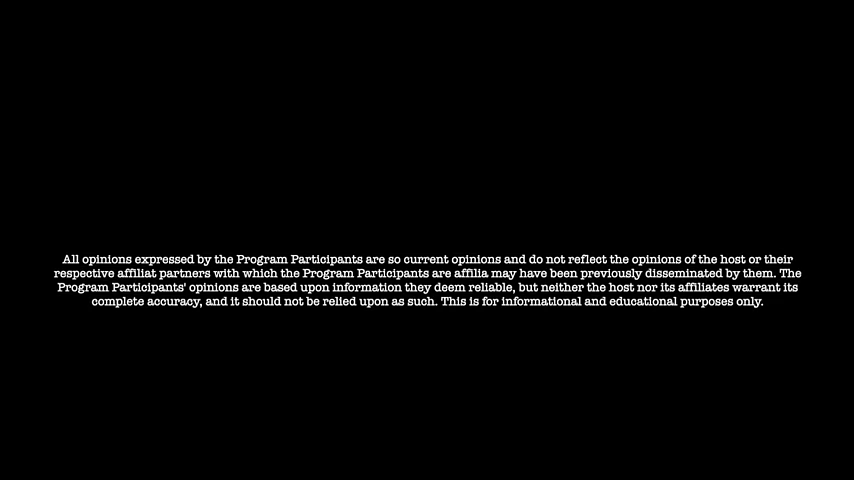 All opinions expressed by the Program Participants are so current opinions and do not reflect the opinions of the host or their
respective affiliat partners with which the Program Participants are affilia may have been previously disseminated by them. The
Program Participants' opinions are based upon information they deem reliable, but neither the host nor its affiliates warrant its
complete accuracy, and it should not be relied upon as such. This is for informational and educational purposes only.